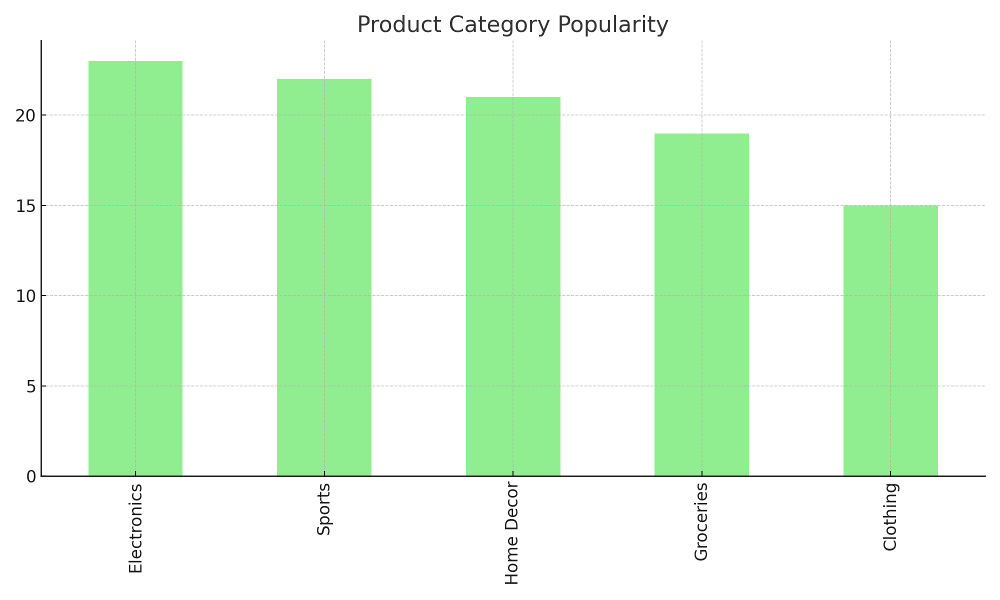 Product Category Popularity
20
15
10
5
0
Electronics
Sports
Home Decor
Groceries
Clothing